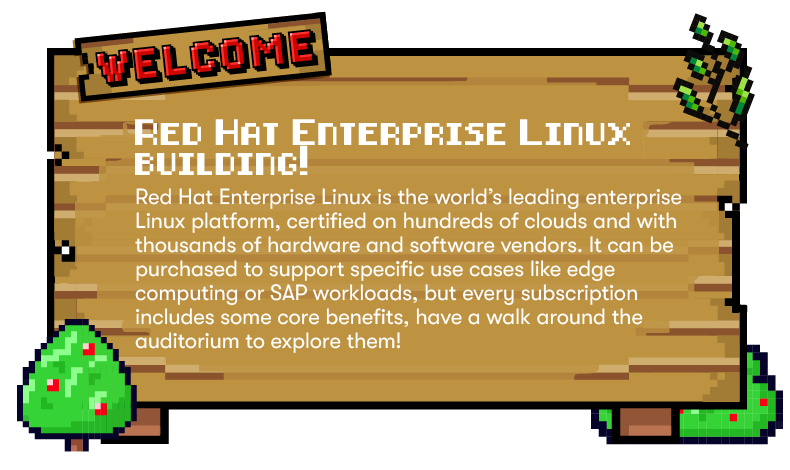 WELCOME
Red Hat Enterprise Linux
building!
Red Hat Enterprise Linux is the world’s leading enterprise
Linux platform, certified on hundreds of clouds and with
thousands of hardware and software vendors. It can be
purchased to support specific use cases like edge
computing or SAP workloads, but every subscription
includes some core benefits, have a walk around the
auditorium to explore them!